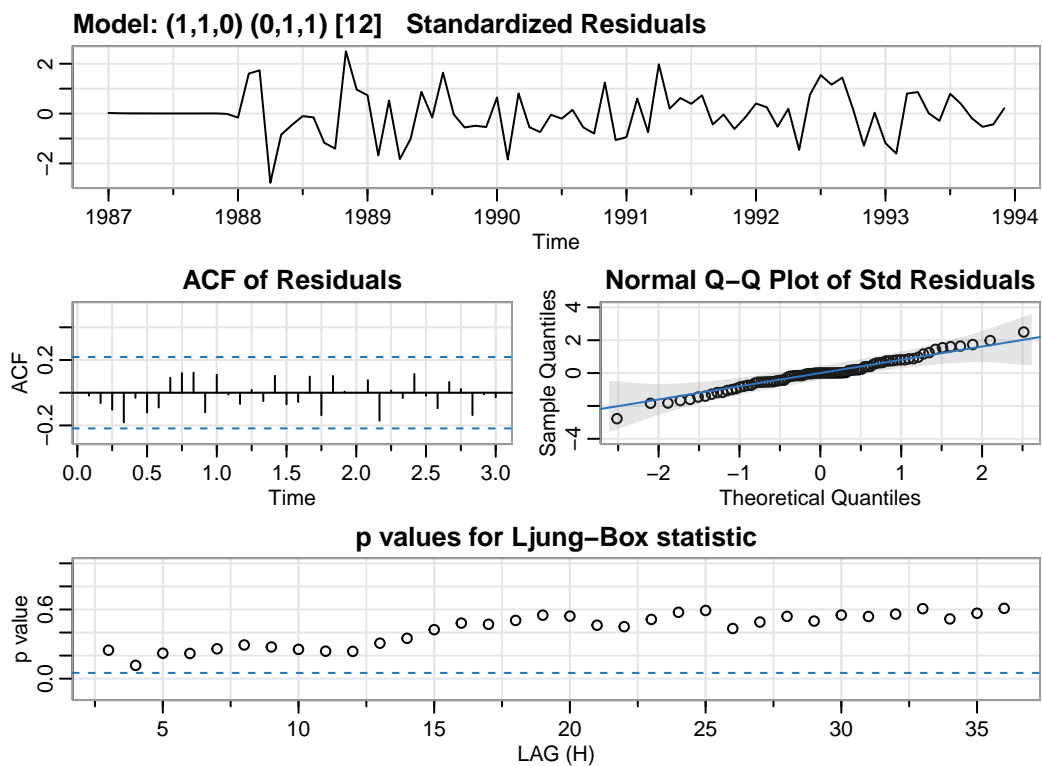 Model: (1,1,0) (0,1,1) [12] Standardized Residuals
2
0
−2
1987 1988 1989 1990 1991 1992 1993 1994
Time
ACF of Residuals
ACF
0.2
−0.2
0.0 0.5 1.0 1.5 2.0 2.5 3.0
Time
Normal Q−Q Plot of Std Residuals
Sample Quantiles
4
2
0
−4
−2 −1 0 1 2
Theoretical Quantiles
p values for Ljung−Box statistic
p value
0.6
0.0
5 10 15 20 25 30 35
LAG (H)